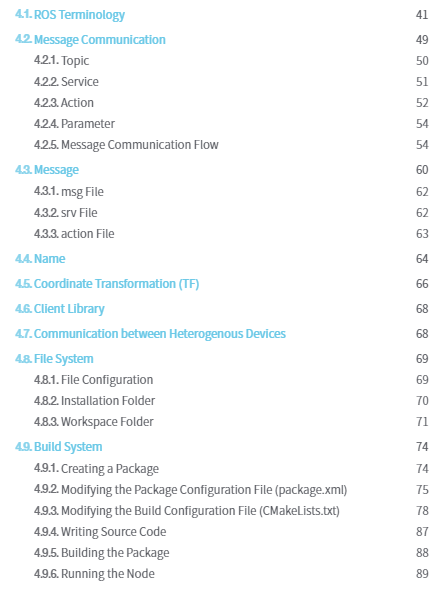 4.1. ROS Terminology 41
4.2. Message Communication 49
4.2.1. Topic 50
4.2.2. Service 51
4.2.3. Action 52
4.2.4. Parameter 54
4.2.5. Message Communication Flow 54
4.3. Message 60
4.3.1. msg File 62
4.3.2. srv File 62
4.3.3. action File 63
4.4. Name 64
4.5. Coordinate Transformation (TF) 66
4.6. Client Library 68
4.7. Communication between Heterogenous Devices 68
4.8. File System 69
4.8.1. File Configuration 69
4.8.2. Installation Folder 70
4.8.3. Workspace Folder 71
4.9. Build System 74
4.9.1. Creating a Package 74
4.9.2. Modifying the Package Configuration File (package.xml) 75
4.9.3. Modifying the Build Configuration File (CMakeLists.txt) 78
4.9.4. Writing Source Code 87
4.9.5. Building the Package 88
4.9.6. Running the Node 89